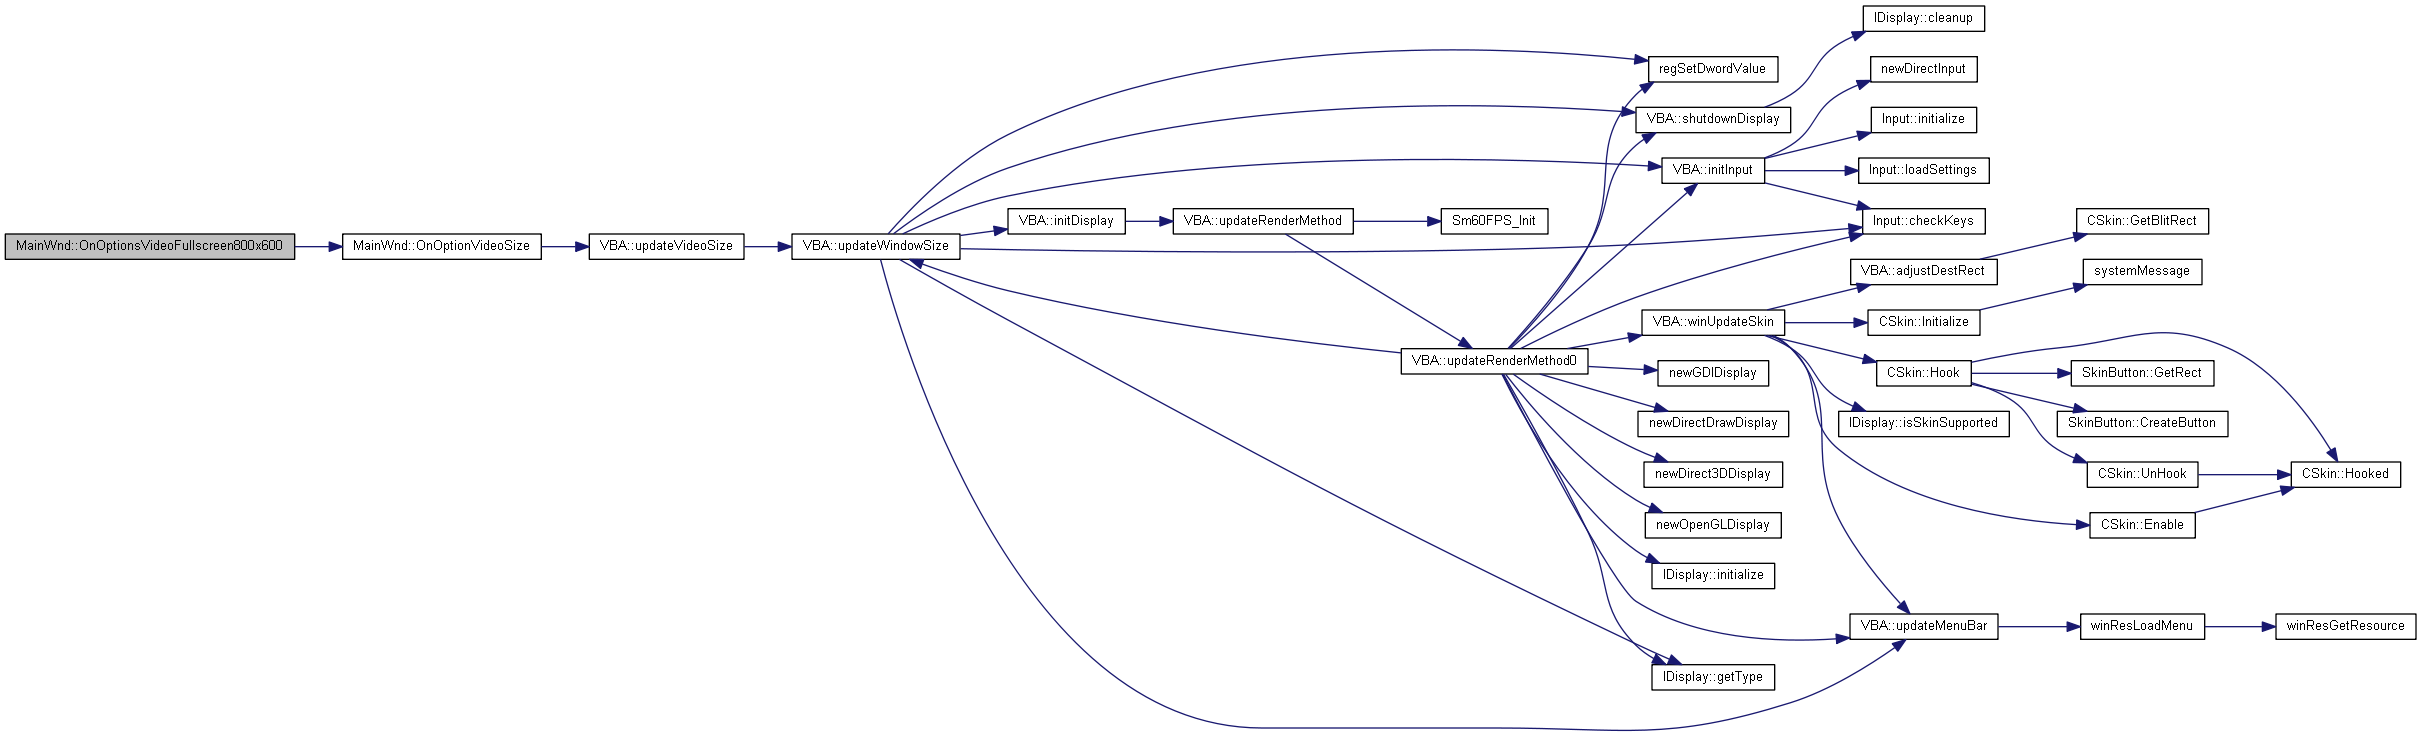 IDisplay::cleanup
regSetDwordValue
newDirectInput
VBA::shutdownDisplay
Input::initialize
VBA::initInput
Input::loadSettings
VBA::initDisplay
VBA::updateRenderMethod
Sm60FPS_Init
Input::checkKeys
CSkin::GetBlitRect
MainWnd::OnOptionsVideoFullscreen800x600
MainWnd::OnOptionVideoSize
VBA::updateVideoSize
VBA::updateWindowSize
VBA::adjustDestRect
systemMessage
VBA::winUpdateSkin
CSkin::Initialize
VBA::updateRenderMethod0
newGDIDisplay
CSkin::Hook
SkinButton::GetRect
newDirectDrawDisplay
IDisplay::isSkinSupported
SkinButton::CreateButton
newDirect3DDisplay
CSkin::UnHook
CSkin::Hooked
newOpenGLDisplay
CSkin::Enable
IDisplay::initialize
VBA::updateMenuBar
winResLoadMenu
winResGetResource
IDisplay::getType